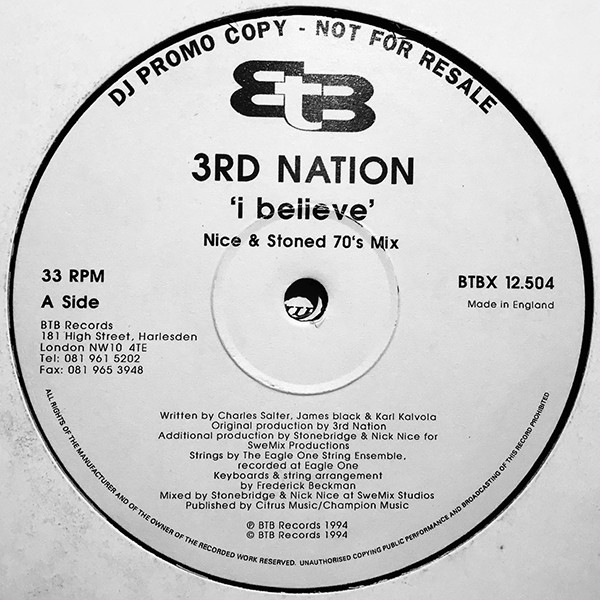 DJ PROMO COPY - NOT FOR RESALE
BtB
3RD NATION
'i believe'
Nice & Stoned 70's Mix
33 RPM
A Side
BTBX 12.504
Made in England
BTB Records
181 High Street, Harlesden
London NW10 4TE
Tel: 081 961 5202
Fax: 081 965 3948
Written by Charles Salter, James black & Karl Kalvola
Original production by 3rd Nation
Additional production by Stonebridge & Nick Nice for
SweMix Productions
Strings by The Eagle One String Ensemble,
recorded at Eagle One
Keyboards & string arrangement
by Frederick Beckman
Mixed by Stonebridge & Nick Nice at SweMix Studios
Published by Citrus Music/Champion Music
℗ BTB Records 1994
© BTB Records 1994
ALL RIGHTS OF THE MANUFACTURER AND OF THE OWNER OF THE RECORDED WORK RESERVED. UNAUTHORISED COPYING PUBLIC PERFORMANCE AND BROADCASTING OF THIS RECORD PROHIBITED